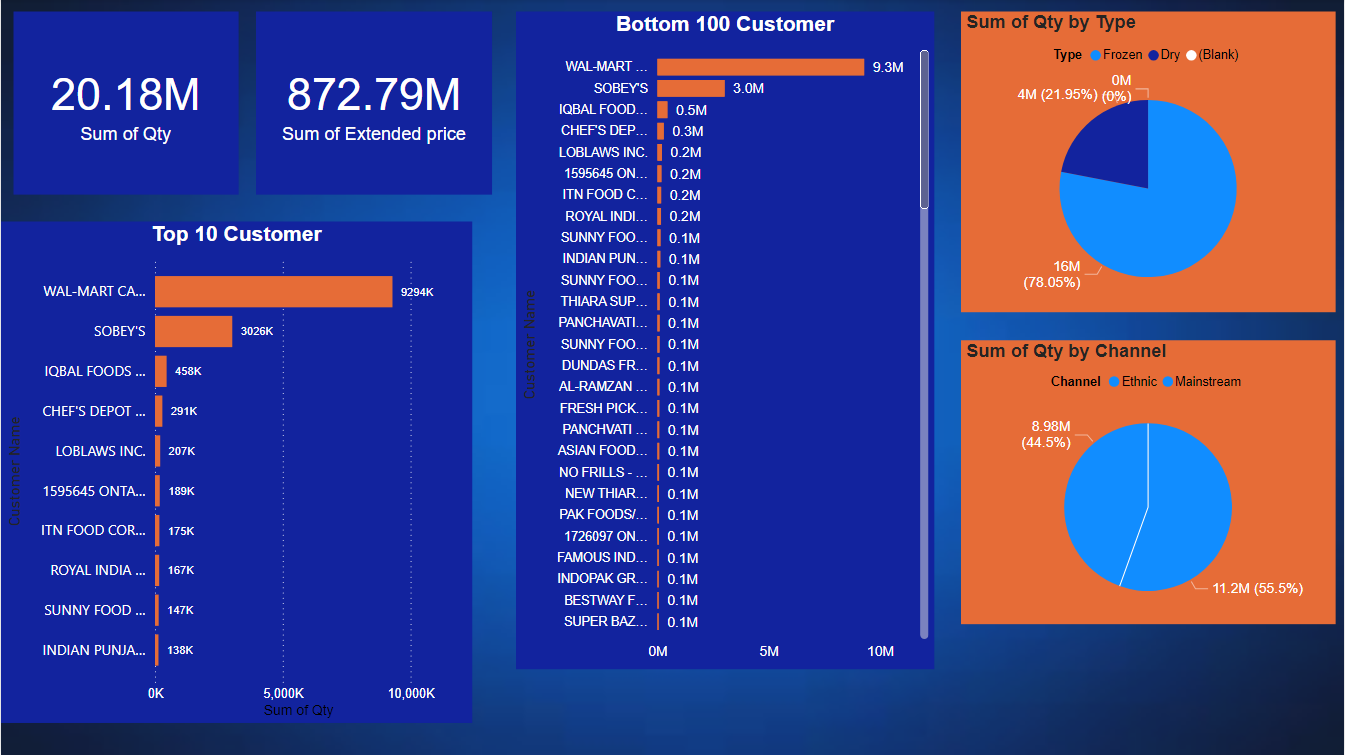 20.18M
Sum of Qty
872.79M
Sum of Extended price
Top 10 Customer
Customer Name
WAL-MART CA... 9294K
SOBEY'S 3026K
IQBAL FOODS ... 458K
CHEF'S DEPOT ... 291K
LOBLAWS INC. 207K
1595645 ONTA... 189K
ITN FOOD COR... 175K
ROYAL INDIA ... 167K
SUNNY FOOD ... 147K
INDIAN PUNJA... 138K
0K 5,000K 10,000K
Sum of Qty
Bottom 100 Customer
Customer Name
WAL-MART ... 9.3M
SOBEY'S 3.0M
IQBAL FOOD... 0.5M
CHEF'S DEP... 0.3M
LOBLAWS INC. 0.2M
1595645 ON... 0.2M
ITN FOOD C... 0.2M
ROYAL INDI... 0.2M
SUNNY FOO... 0.1M
INDIAN PUN... 0.1M
SUNNY FOO... 0.1M
THIARA SUP... 0.1M
PANCHAVATI... 0.1M
SUNNY FOO... 0.1M
DUNDAS FR... 0.1M
AL-RAMZAN ... 0.1M
FRESH PICK... 0.1M
PANCHVATI ... 0.1M
ASIAN FOOD... 0.1M
NO FRILLS - ... 0.1M
NEW THIAR... 0.1M
PAK FOODS/... 0.1M
1726097 ON... 0.1M
FAMOUS IND... 0.1M
INDOPAK GR... 0.1M
BESTWAY F... 0.1M
SUPER BAZ... 0.1M
0M 5M 10M
Sum of Qty by Type
Type Frozen Dry (Blank)
0M
(0%)
4M (21.95%)
16M
(78.05%)
Sum of Qty by Channel
Channel Ethnic Mainstream
8.98M
(44.5%)
11.2M (55.5%)